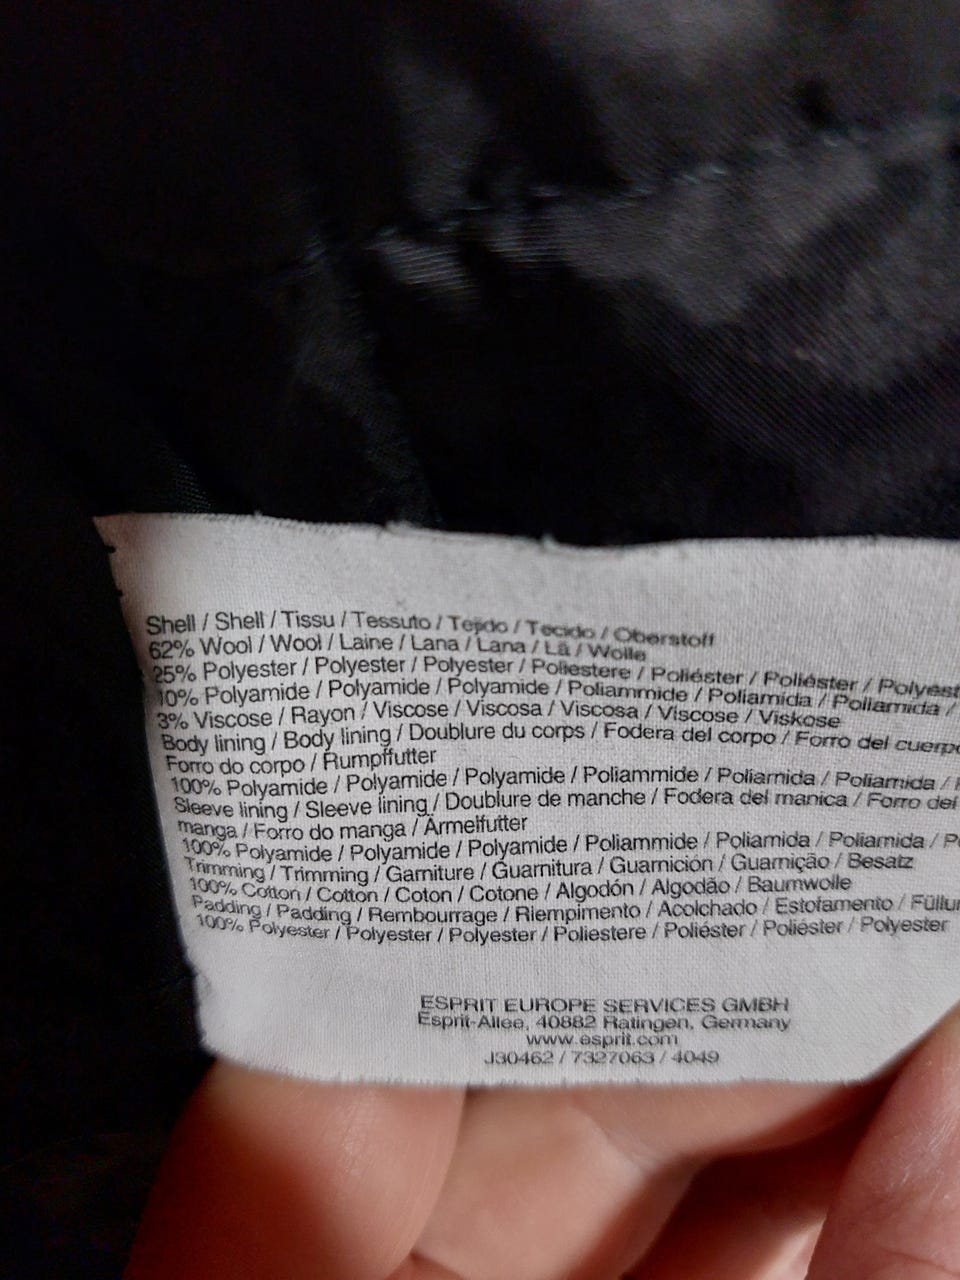 Shell / Shell / Tissu / Tessuto / Tejido / Tecido / Oberstoff
62% Wool / Wool / Laine / Lana / Lana / Lã / Wolle
25% Polyester / Polyester / Polyester / Poliestere / Poliéster / Poliéster / Polyest
10% Polyamide / Polyamide / Polyamide / Poliammide / Poliamida / Poliamida /
3% Viscose / Rayon / Viscose / Viscosa / Viscosa / Viscose / Viskose
Body lining / Body lining / Doublure du corps / Fodera del corpo / Forro del cuerpo
Forro do corpo / Rumpffutter
100% Polyamide / Polyamide / Polyamide / Poliammide / Poliamida / Poliamida /
Sleeve lining / Sleeve lining / Doublure de manche / Fodera del manica / Forro del
manga / Forro do manga / Ärmelfutter
100% Polyamide / Polyamide / Polyamide / Poliammide / Poliamida / Poliamida / P
Trimming / Trimming / Garniture / Guarnitura / Guarnición / Guarnição / Besatz
100% Cotton / Cotton / Coton / Cotone / Algodón / Algodão / Baumwolle
Padding / Padding / Rembourrage / Riempimento / Acolchado / Estofamento / Füllu
100% Polyester / Polyester / Polyester / Poliestere / Poliéster / Poliéster / Polyester
ESPRIT EUROPE SERVICES GMBH
Esprit-Allee, 40882 Ratingen, Germany
www.esprit.com
J30462 / 7327063 / 4049